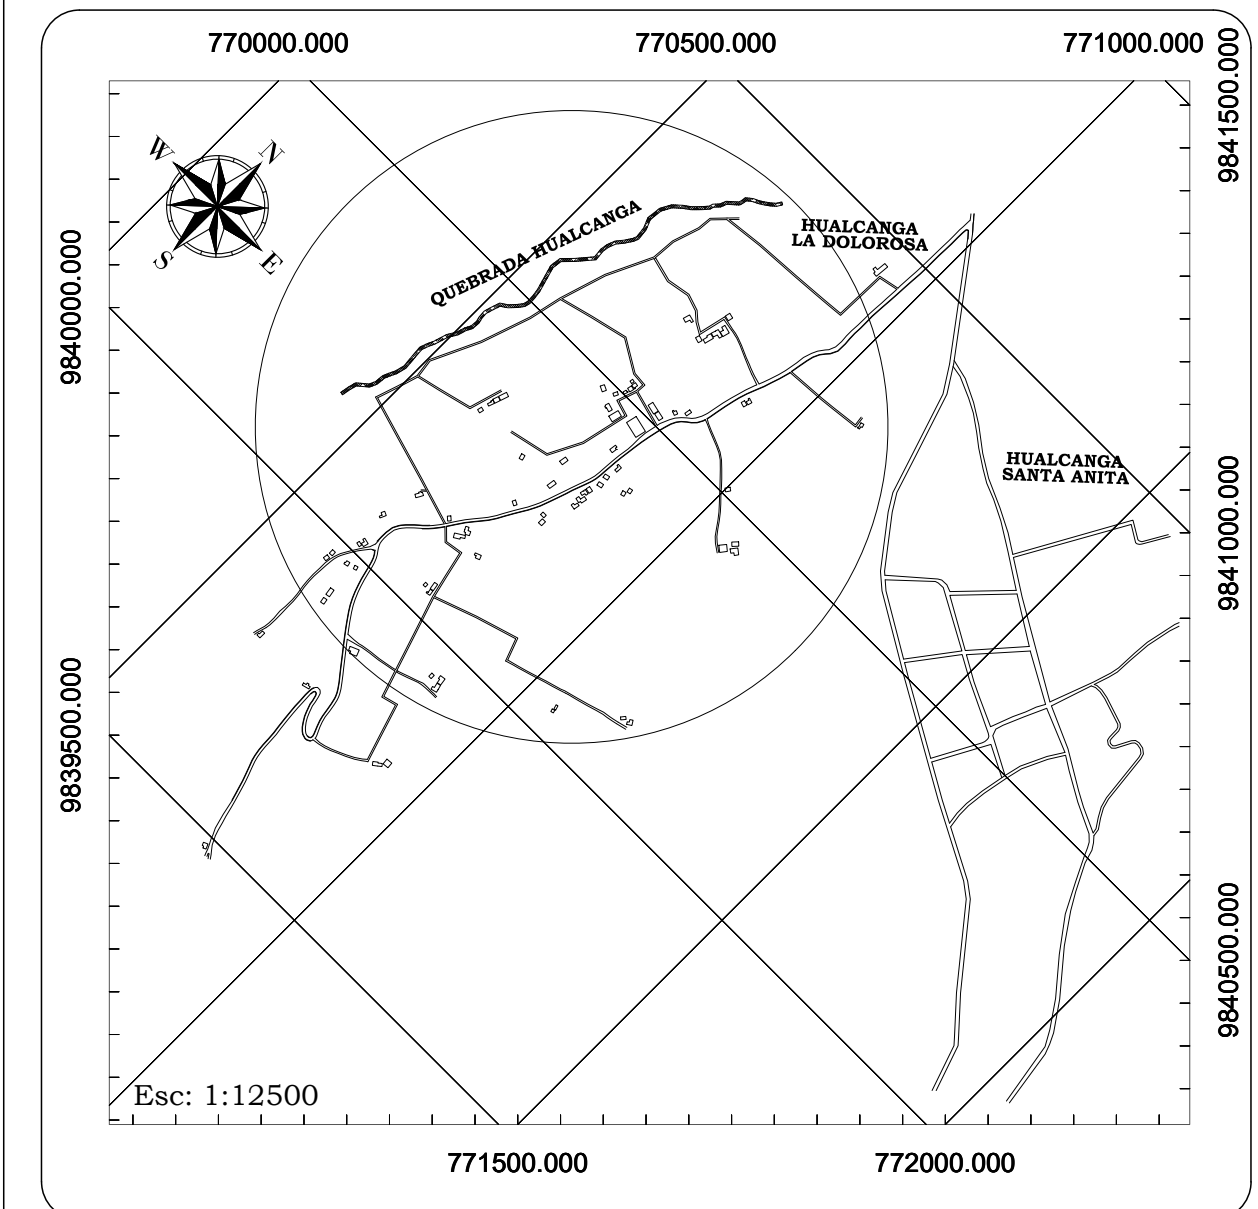 770000.000
770500.000
771000.000
9841500.000
W
N
S
E
QUEBRADA HUALCANGA
HUALCANGA
LA DOLOROSA
9840000.000
HUALCANGA
SANTA ANITA
9841000.000
9839500.000
9840500.000
Esc: 1:12500
771500.000
772000.000